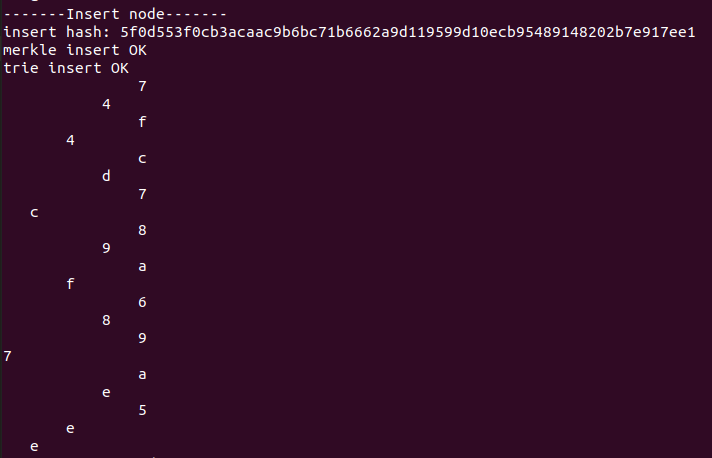 -------Insert node-------
insert hash: 5f0d553f0cb3acaac9b6bc71b6662a9d119599d10ecb95489148202b7e917ee1
merkle insert OK
trie insert OK
7
4
f
4
c
d
7
c
8
9
a
f
6
8
9
7
a
e
5
e
e